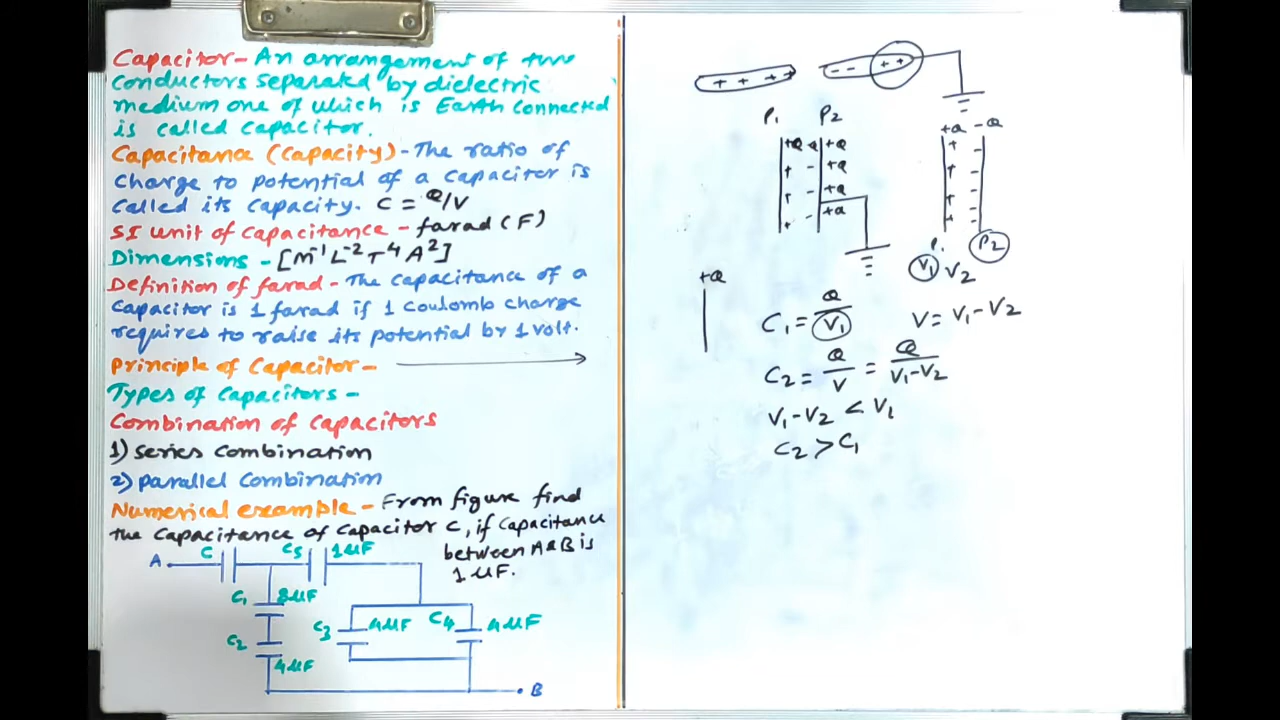 Capacitor - An arrangement of two
conductors separated by dielectric
medium one of which is Earth connected
is called capacitor.
Capacitance (Capacity) - The ratio of
charge to potential of a capacitor is
called its capacity. C = Q/V
SI unit of capacitance - farad (F)
Dimensions - [M⁻¹ L⁻² T⁴ A²]
Definition of farad - The capacitance of a
capacitor is 1 farad if 1 coulomb charge
requires to raise its potential by 1 volt.
Principle of Capacitor -
Types of Capacitors -
Combination of Capacitors
1) series combination
2) parallel combination
Numerical example - From figure find
the capacitance of capacitor C, if capacitance
between A & B is
1 μF.
A C C5 1μF
C1 8μF
C2 4μF
C3 4μF C4 4μF
B
+ + + +
- - + +
P1 P2
+Q Q +Q
+ - +Q
+ - +Q
+ - +Q
+
+Q -Q
+ -
+ -
+ -
+ -
P1 P2
V1 V2
+Q
C1 = Q/V1 V = V1 - V2
C2 = Q/V = Q/V1-V2
V1 - V2 < V1
C2 > C1